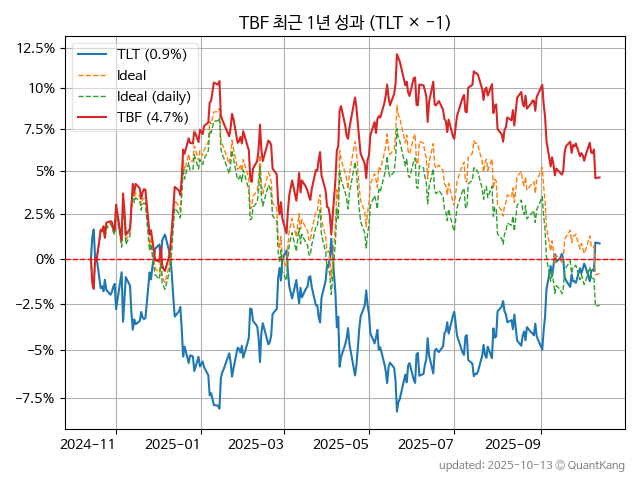 TBF 최근 1년 성과 (TLT × −1)
12.5%
10%
7.5%
5%
2.5%
0%
−2.5%
−5%
−7.5%
TLT (0.9%)
Ideal
Ideal (daily)
TBF (4.7%)
2024−11
2025−01
2025−03
2025−05
2025−07
2025−09
updated: 2025-10-13 © QuantKang